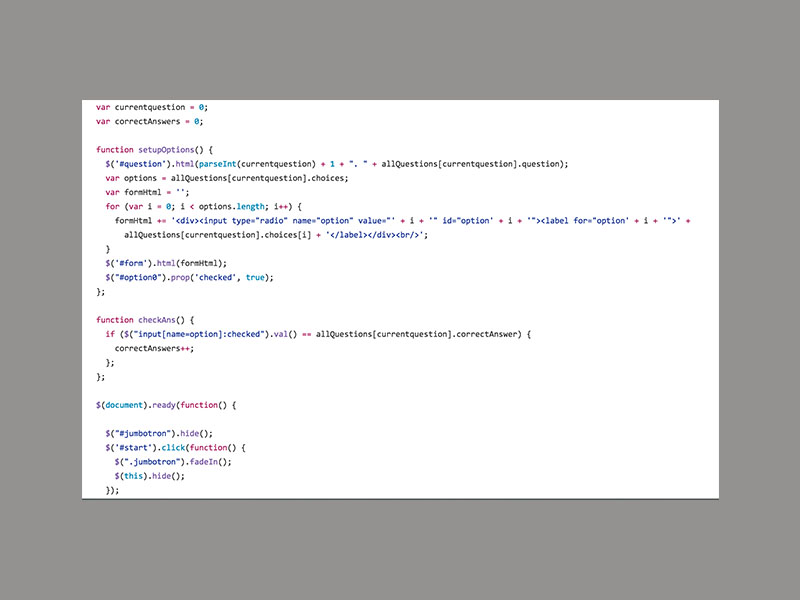 var currentquestion = 0;
var correctAnswers = 0;
function setupOptions() {
$('#question').html(parseInt(currentquestion) + 1 + ". " + allQuestions[currentquestion].question);
var options = allQuestions[currentquestion].choices;
var formHtml = '';
for (var i = 0; i < options.length; i++) {
formHtml += '<div><input type="radio" name="option" value="' + i + '" id="option' + i + '"><label for="option' + i + '">' +
allQuestions[currentquestion].choices[i] + '</label></div><br/>';
}
$('#form').html(formHtml);
$("#option0").prop('checked', true);
};
function checkAns() {
if ($("input[name=option]:checked").val() == allQuestions[currentquestion].correctAnswer) {
correctAnswers++;
};
};
$(document).ready(function() {
$("#jumbotron").hide();
$('#start').click(function() {
$(".jumbotron").fadeIn();
$(this).hide();
});